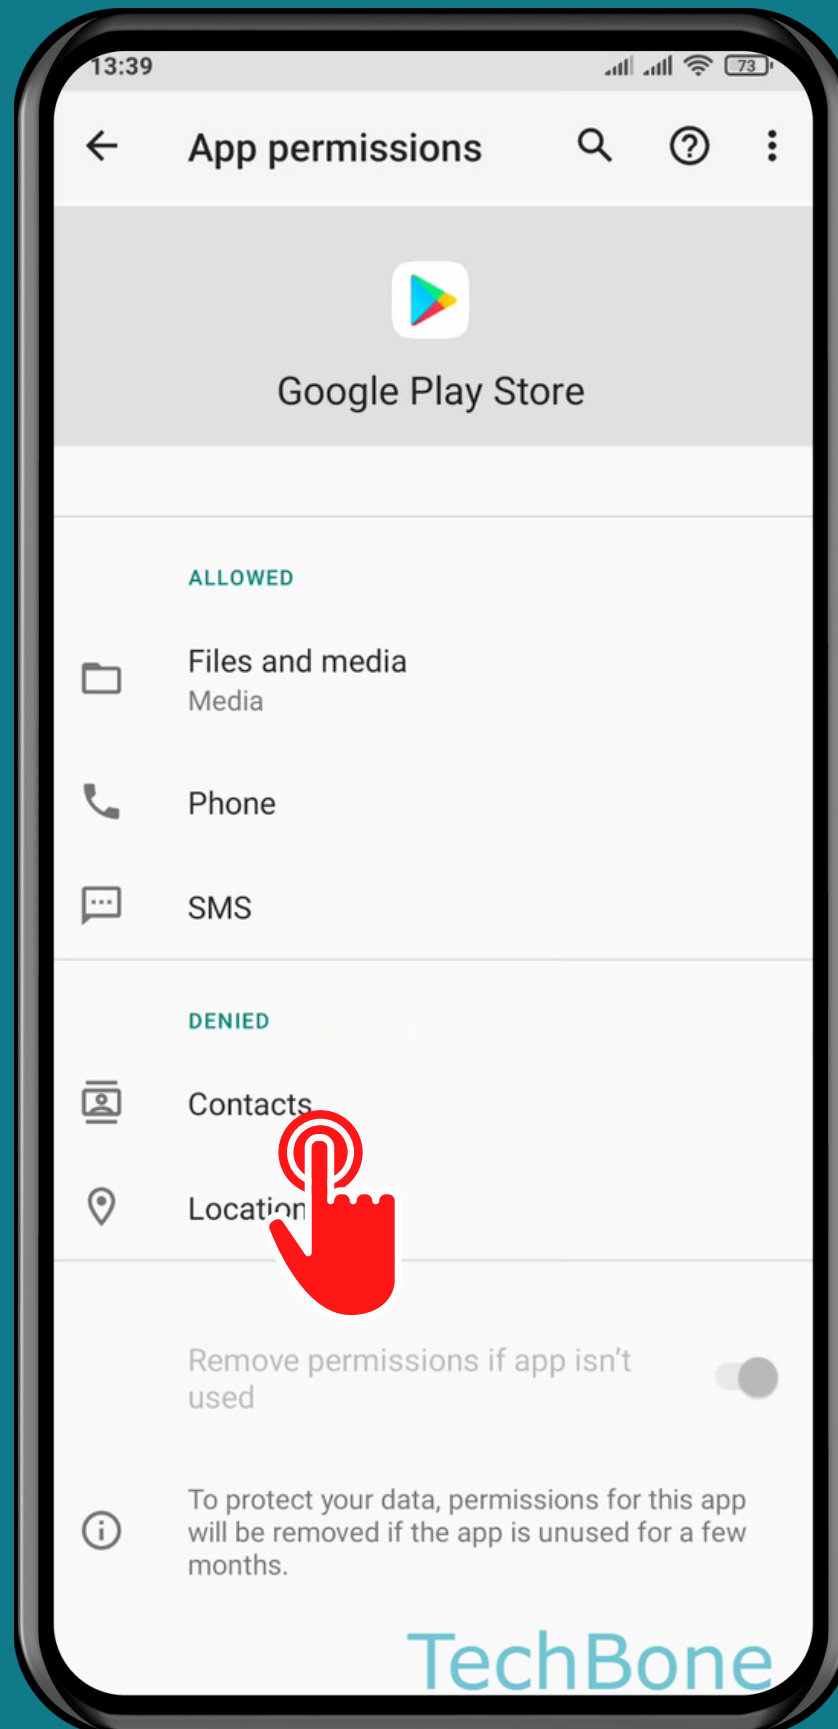 13:39
73
App permissions
Google Play Store
ALLOWED
Files and media
Media
Phone
SMS
DENIED
Contacts
Location
Remove permissions if app isn’t
used
To protect your data, permissions for this app
will be removed if the app is unused for a few
months.
TechBone